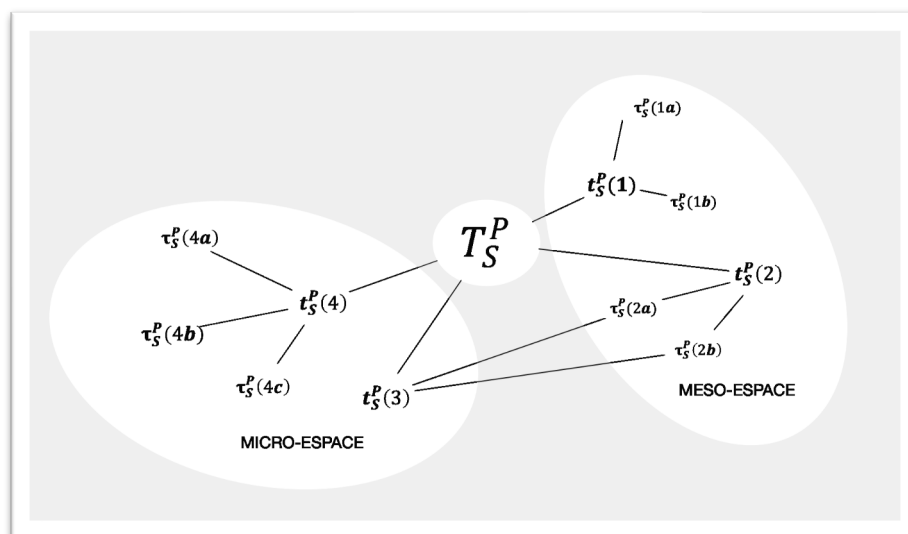 τ_S^P(1a)
t_S^P(1)
τ_S^P(1b)
T_S^P
τ_S^P(4a)
t_S^P(4)
τ_S^P(4b)
τ_S^P(4c)
t_S^P(3)
t_S^P(2)
τ_S^P(2a)
τ_S^P(2b)
MESO-ESPACE
MICRO-ESPACE